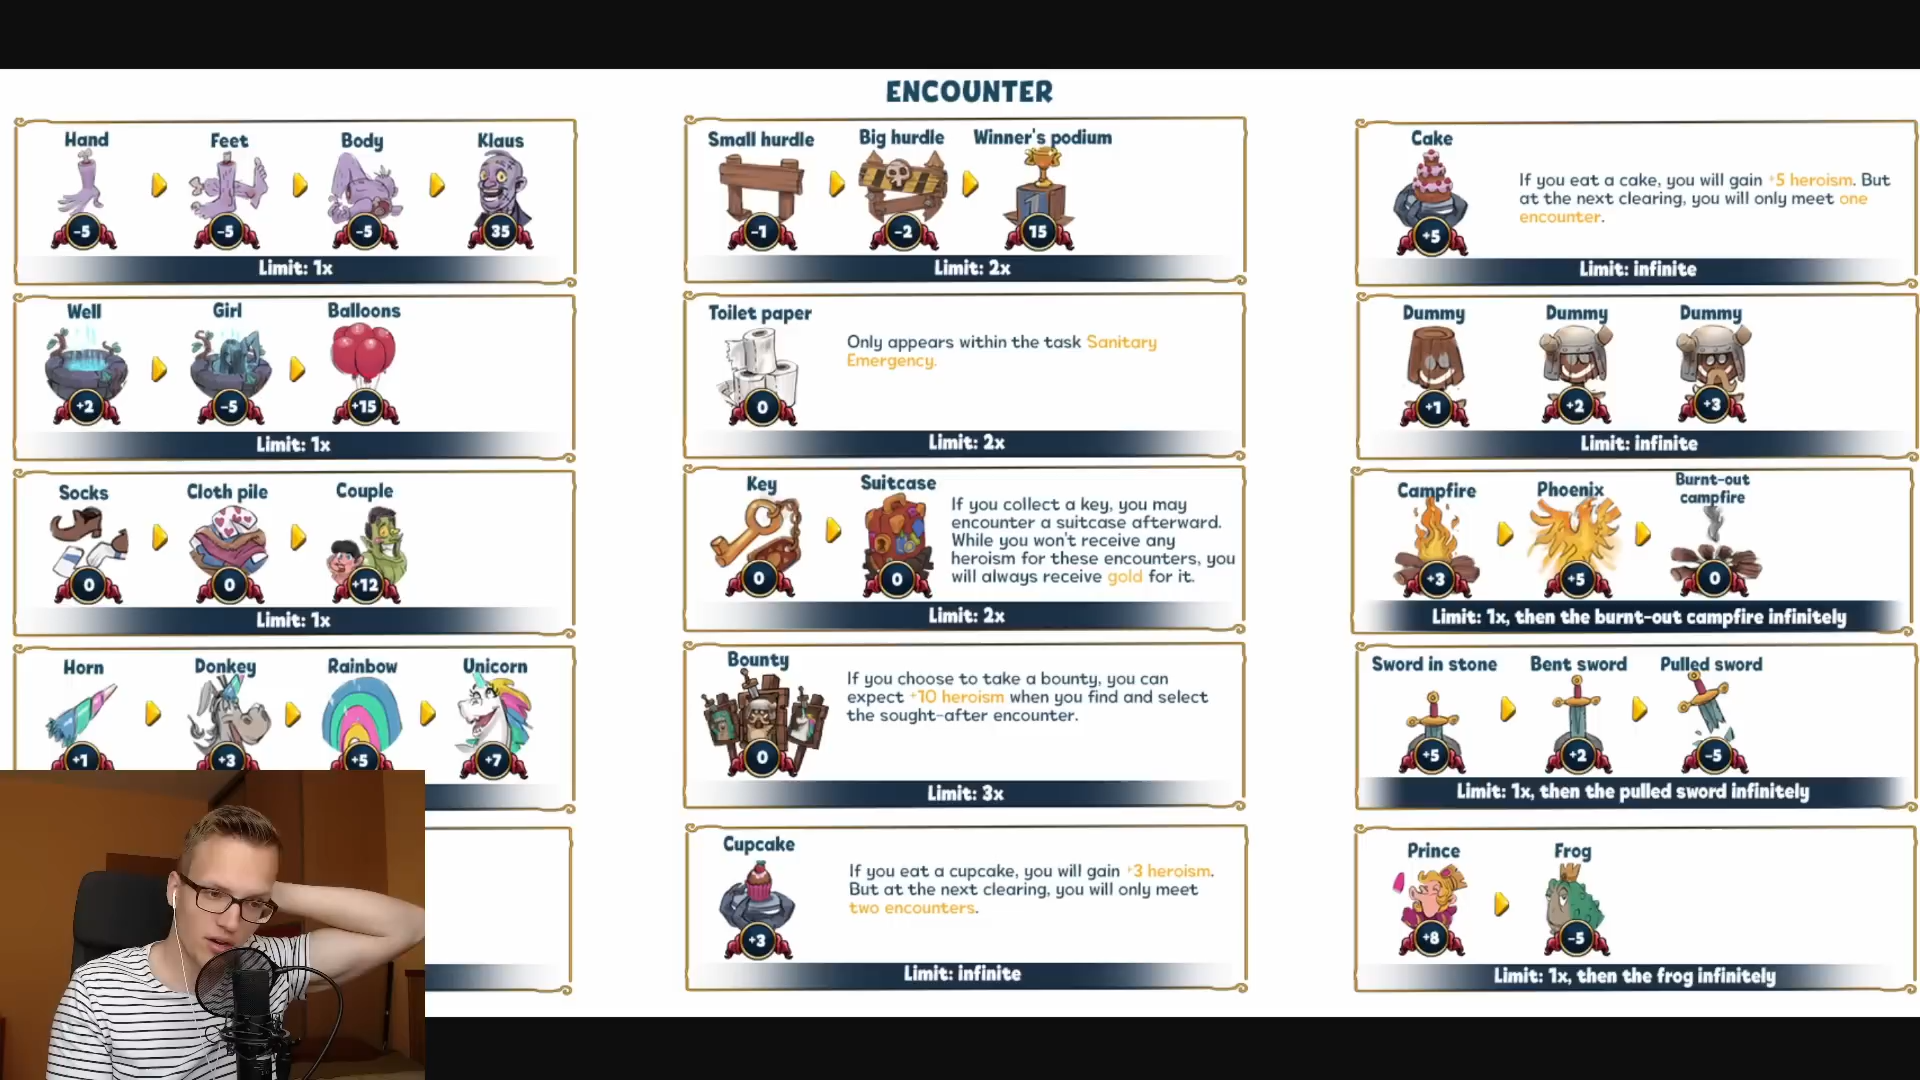 ENCOUNTER
Hand
Feet
Body
Klaus
-5
-5
-5
35
Limit: 1x
Well
Girl
Balloons
+2
-5
+15
Limit: 1x
Socks
Cloth pile
Couple
0
0
+12
Limit: 1x
Horn
Donkey
Rainbow
Unicorn
+1
+3
+5
+7
Small hurdle
Big hurdle
Winner's podium
1
-1
-2
15
Limit: 2x
Toilet paper
Only appears within the task Sanitary
Emergency.
0
Limit: 2x
Key
Suitcase
If you collect a key, you may
encounter a suitcase afterward.
While you won't receive any
heroism for these encounters, you
will always receive gold for it.
0
0
Limit: 2x
Bounty
If you choose to take a bounty, you can
expect +10 heroism when you find and select
the sought-after encounter.
0
Limit: 3x
Cupcake
If you eat a cupcake, you will gain +3 heroism.
But at the next clearing, you will only meet
two encounters.
+3
Limit: infinite
Cake
If you eat a cake, you will gain +5 heroism. But
at the next clearing, you will only meet one
encounter.
+5
Limit: infinite
Dummy
Dummy
Dummy
+1
+2
+3
Limit: infinite
Campfire
Phoenix
Burnt-out
campfire
+3
+5
0
Limit: 1x, then the burnt-out campfire infinitely
Sword in stone
Bent sword
Pulled sword
+5
+2
-5
Limit: 1x, then the pulled sword infinitely
Prince
Frog
+8
-5
Limit: 1x, then the frog infinitely